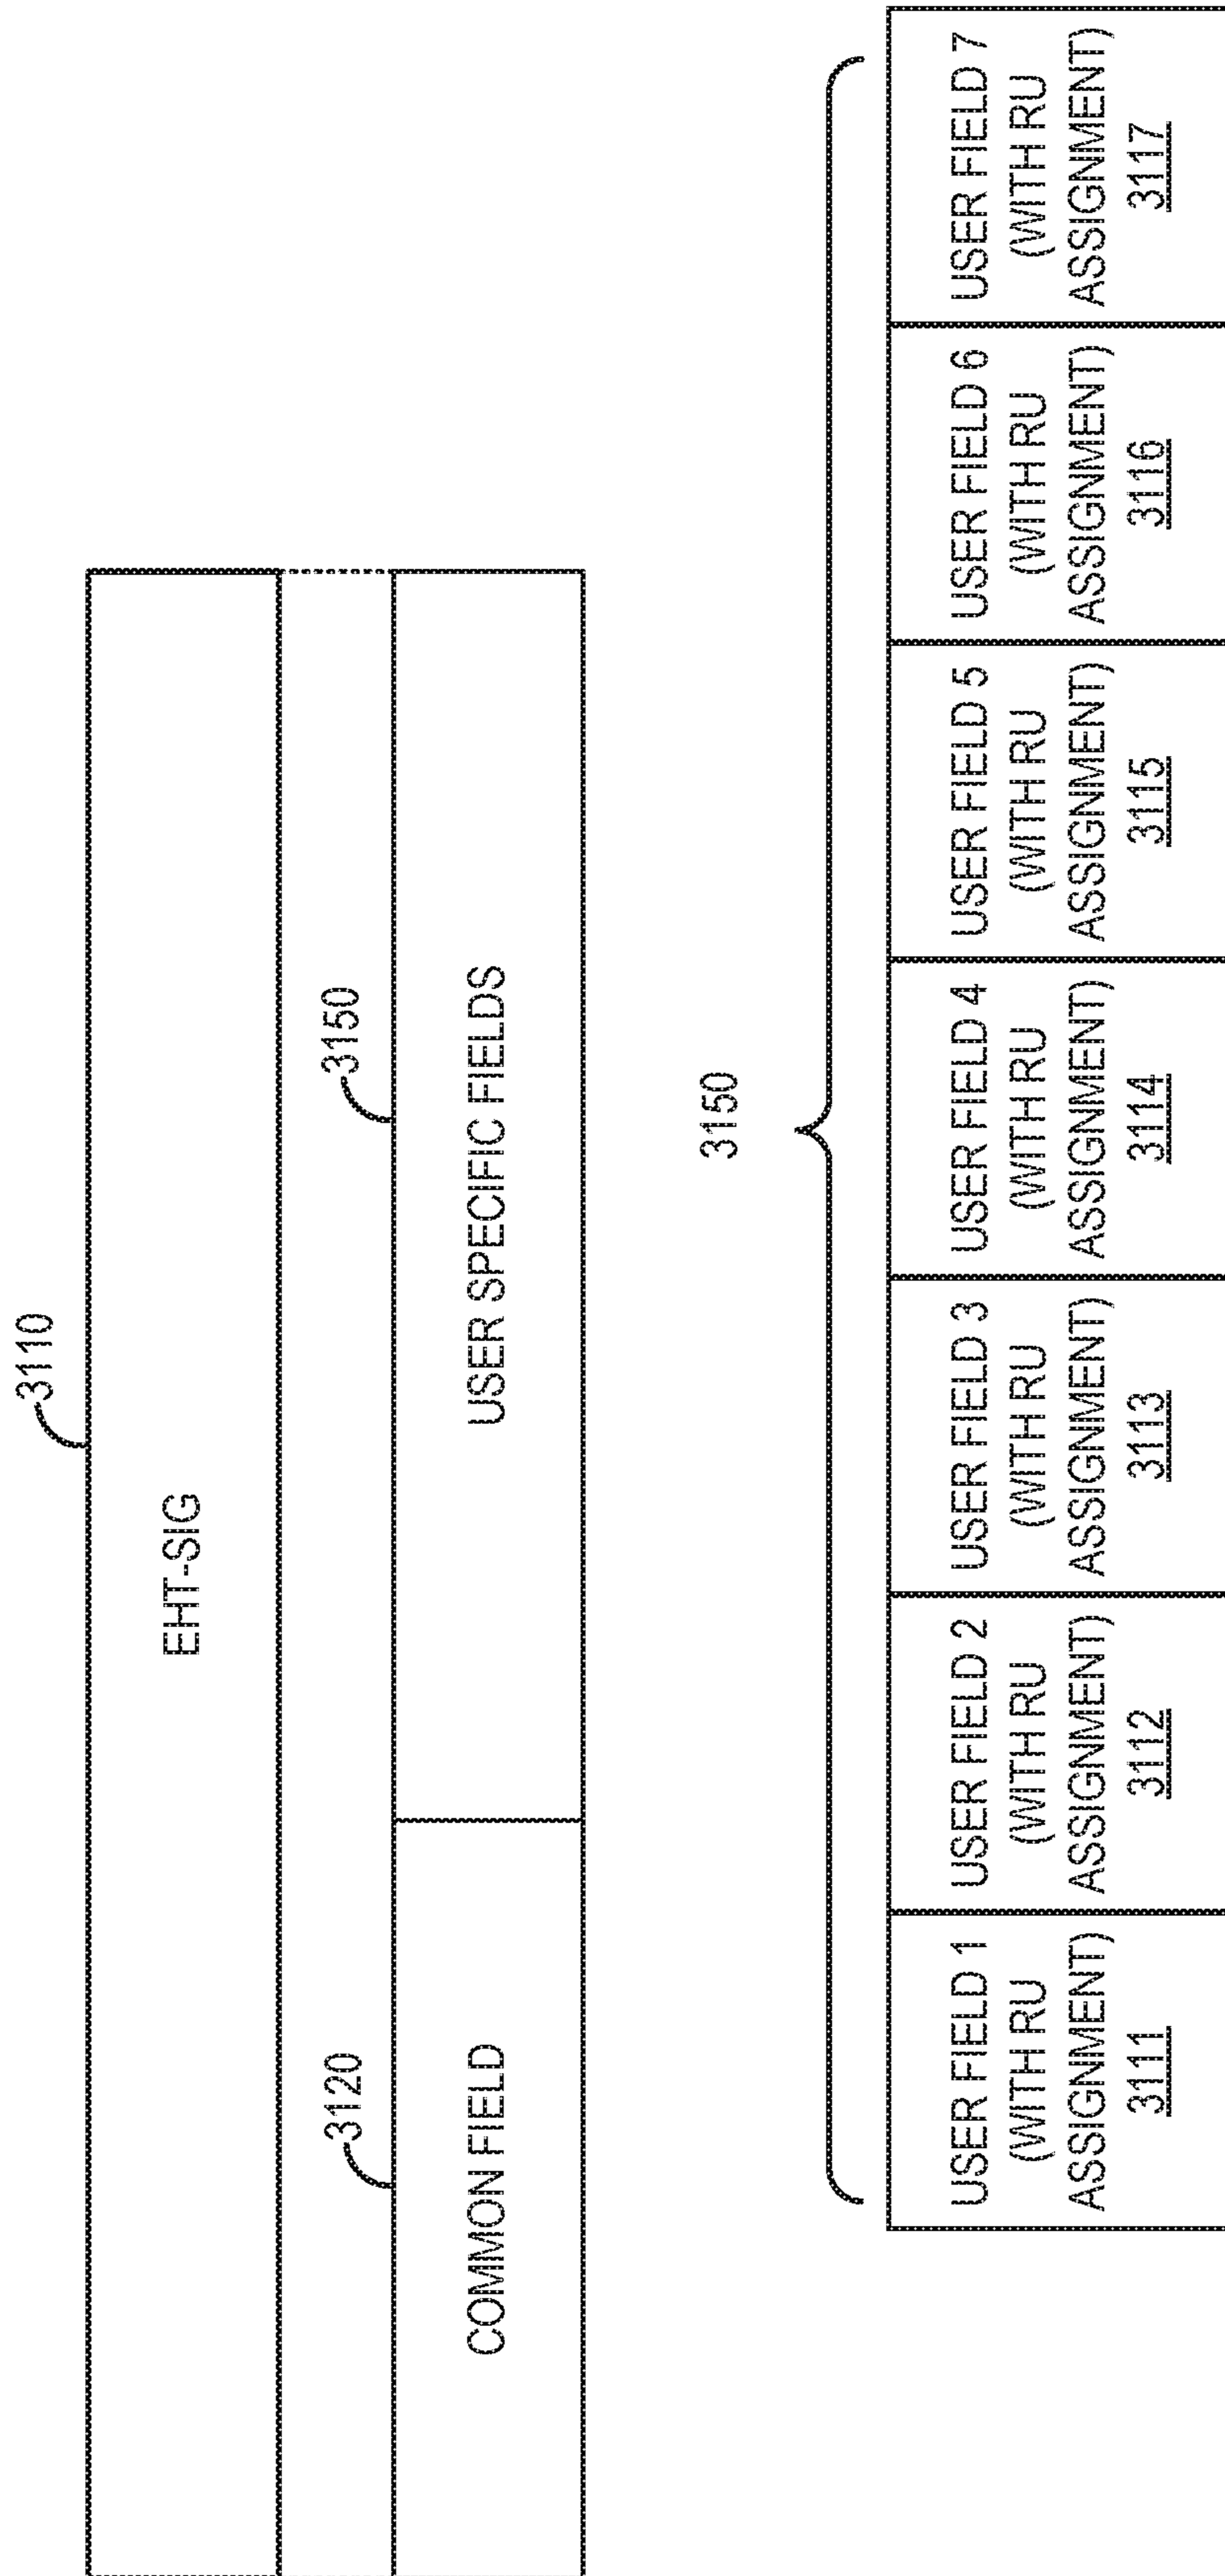 3110
EHT-SIG
3120
3150
COMMON FIELD
USER SPECIFIC FIELDS
3150
USER FIELD 1
(WITH RU
ASSIGNMENT)
3111
USER FIELD 2
(WITH RU
ASSIGNMENT)
3112
USER FIELD 3
(WITH RU
ASSIGNMENT)
3113
USER FIELD 4
(WITH RU
ASSIGNMENT)
3114
USER FIELD 5
(WITH RU
ASSIGNMENT)
3115
USER FIELD 6
(WITH RU
ASSIGNMENT)
3116
USER FIELD 7
(WITH RU
ASSIGNMENT)
3117